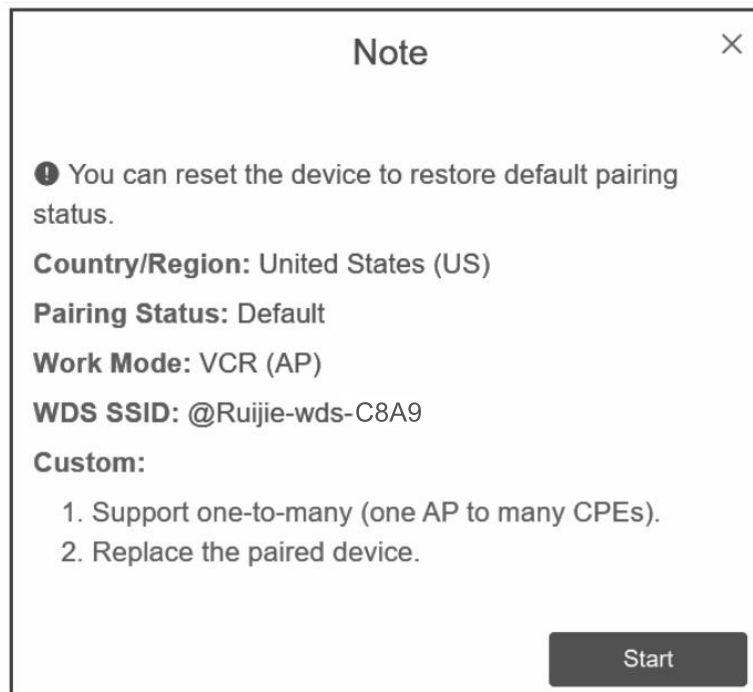 Note
You can reset the device to restore default pairing
status.
Country/Region: United States (US)
Pairing Status: Default
Work Mode: VCR (AP)
WDS SSID: @Ruijie-wds-C8A9
Custom:
1. Support one-to-many (one AP to many CPEs).
2. Replace the paired device.
Start